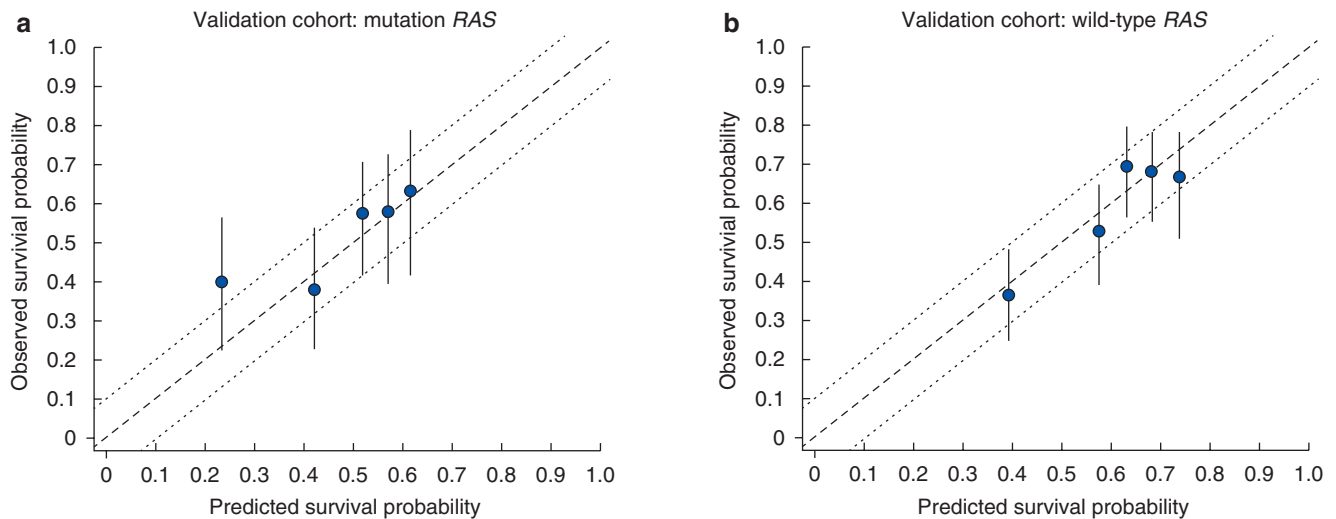 a
Validation cohort: mutation RAS
1.0
0.9
0.8
0.7
0.6
0.5
0.4
0.3
0.2
0.1
0
Observed survivial probability
0 0.1 0.2 0.3 0.4 0.5 0.6 0.7 0.8 0.9 1.0
Predicted survival probability
b
Validation cohort: wild-type RAS
1.0
0.9
0.8
0.7
0.6
0.5
0.4
0.3
0.2
0.1
0
Observed survival probability
0 0.1 0.2 0.3 0.4 0.5 0.6 0.7 0.8 0.9 1.0
Predicted survival probability